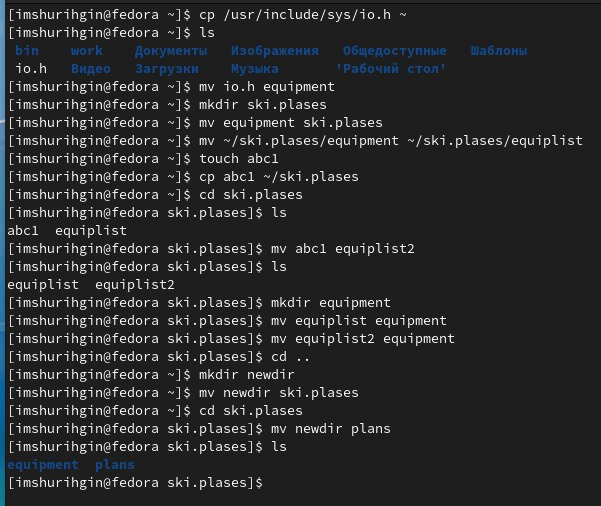 [imshurihgin@fedora ~]$ cp /usr/include/sys/io.h ~
[imshurihgin@fedora ~]$ ls
bin    work    Документы   Изображения   Общедоступные   Шаблоны
io.h   Видео   Загрузки    Музыка        'Рабочий стол'
[imshurihgin@fedora ~]$ mv io.h equipment
[imshurihgin@fedora ~]$ mkdir ski.plases
[imshurihgin@fedora ~]$ mv equipment ski.plases
[imshurihgin@fedora ~]$ mv ~/ski.plases/equipment ~/ski.plases/equiplist
[imshurihgin@fedora ~]$ touch abc1
[imshurihgin@fedora ~]$ cp abc1 ~/ski.plases
[imshurihgin@fedora ~]$ cd ski.plases
[imshurihgin@fedora ski.plases]$ ls
abc1  equiplist
[imshurihgin@fedora ski.plases]$ mv abc1 equiplist2
[imshurihgin@fedora ski.plases]$ ls
equiplist  equiplist2
[imshurihgin@fedora ski.plases]$ mkdir equipment
[imshurihgin@fedora ski.plases]$ mv equiplist equipment
[imshurihgin@fedora ski.plases]$ mv equiplist2 equipment
[imshurihgin@fedora ski.plases]$ cd ..
[imshurihgin@fedora ~]$ mkdir newdir
[imshurihgin@fedora ~]$ mv newdir ski.plases
[imshurihgin@fedora ~]$ cd ski.plases
[imshurihgin@fedora ski.plases]$ mv newdir plans
[imshurihgin@fedora ski.plases]$ ls
equipment  plans
[imshurihgin@fedora ski.plases]$